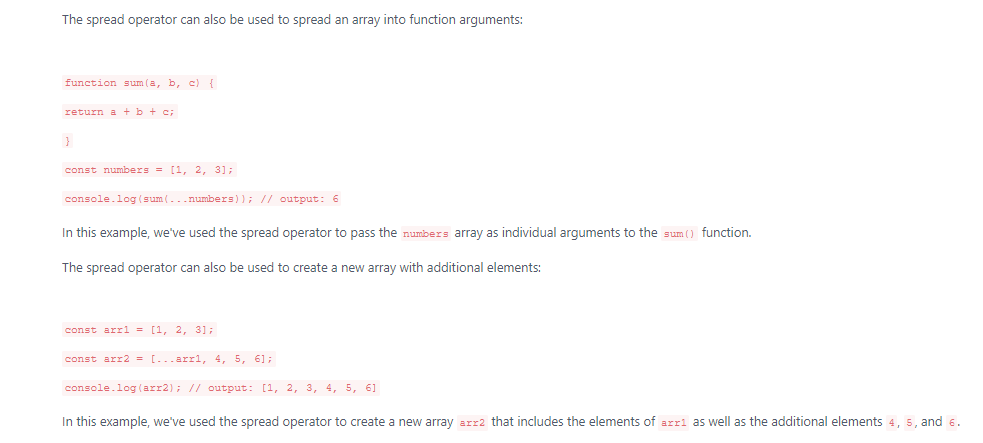 The spread operator can also be used to spread an array into function arguments:
function sum(a, b, c) {
return a + b + c;
}
const numbers = [1, 2, 3];
console.log(sum(...numbers)); // output: 6
In this example, we've used the spread operator to pass the numbers array as individual arguments to the sum() function.
The spread operator can also be used to create a new array with additional elements:
const arr1 = [1, 2, 3];
const arr2 = [...arr1, 4, 5, 6];
console.log(arr2); // output: [1, 2, 3, 4, 5, 6]
In this example, we've used the spread operator to create a new array arr2 that includes the elements of arr1 as well as the additional elements 4, 5, and 6.